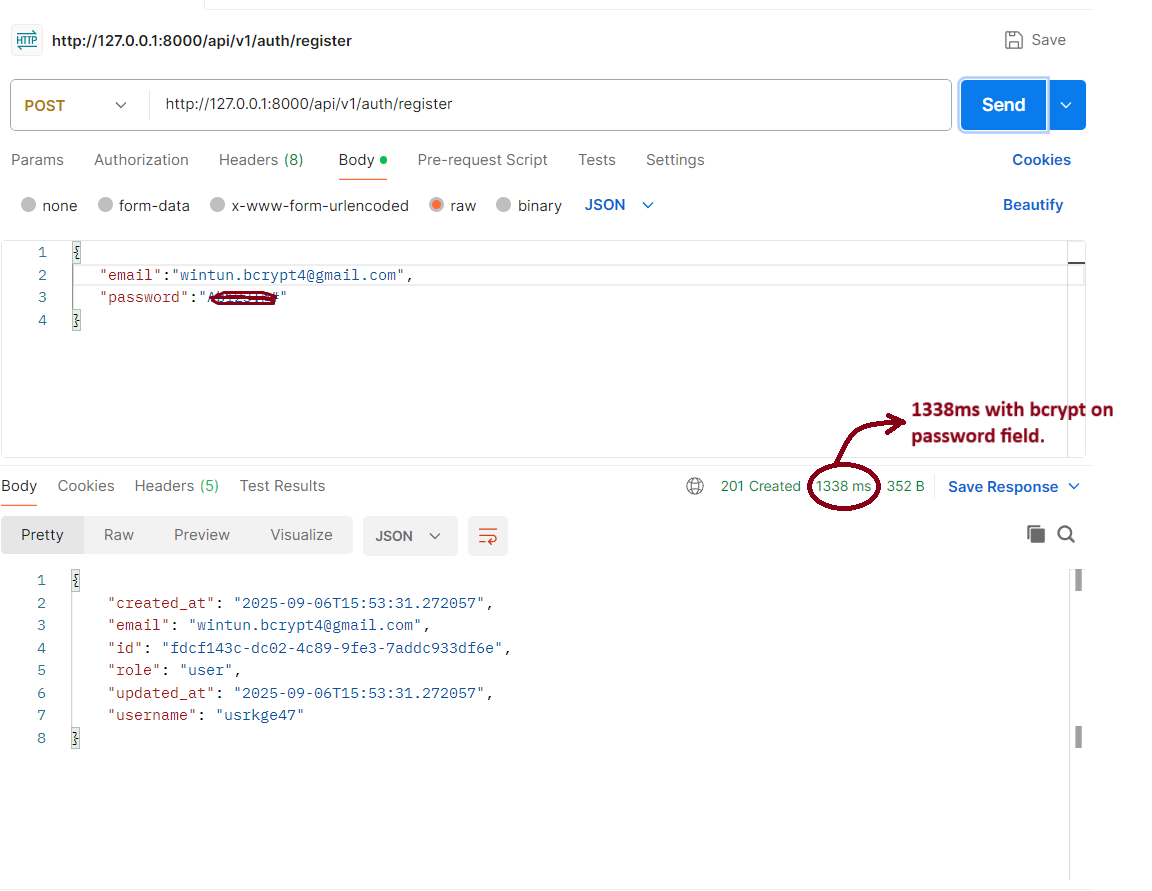 HTTP http://127.0.0.1:8000/api/v1/auth/register Save
POST http://127.0.0.1:8000/api/v1/auth/register Send
Params Authorization Headers (8) Body Pre-request Script Tests Settings Cookies
none form-data x-www-form-urlencoded raw binary JSON Beautify
1 {
2 "email":"wintun.bcrypt4@gmail.com",
3 "password":"
4 }
1338ms with bcrypt on
password field.
Body Cookies Headers (5) Test Results 201 Created 1338 ms 352 B Save Response
Pretty Raw Preview Visualize JSON
1 {
2 "created_at": "2025-09-06T15:53:31.272057",
3 "email": "wintun.bcrypt4@gmail.com",
4 "id": "fdcf143c-dc02-4c89-9fe3-7addc933df6e",
5 "role": "user",
6 "updated_at": "2025-09-06T15:53:31.272057",
7 "username": "usrkge47"
8 }